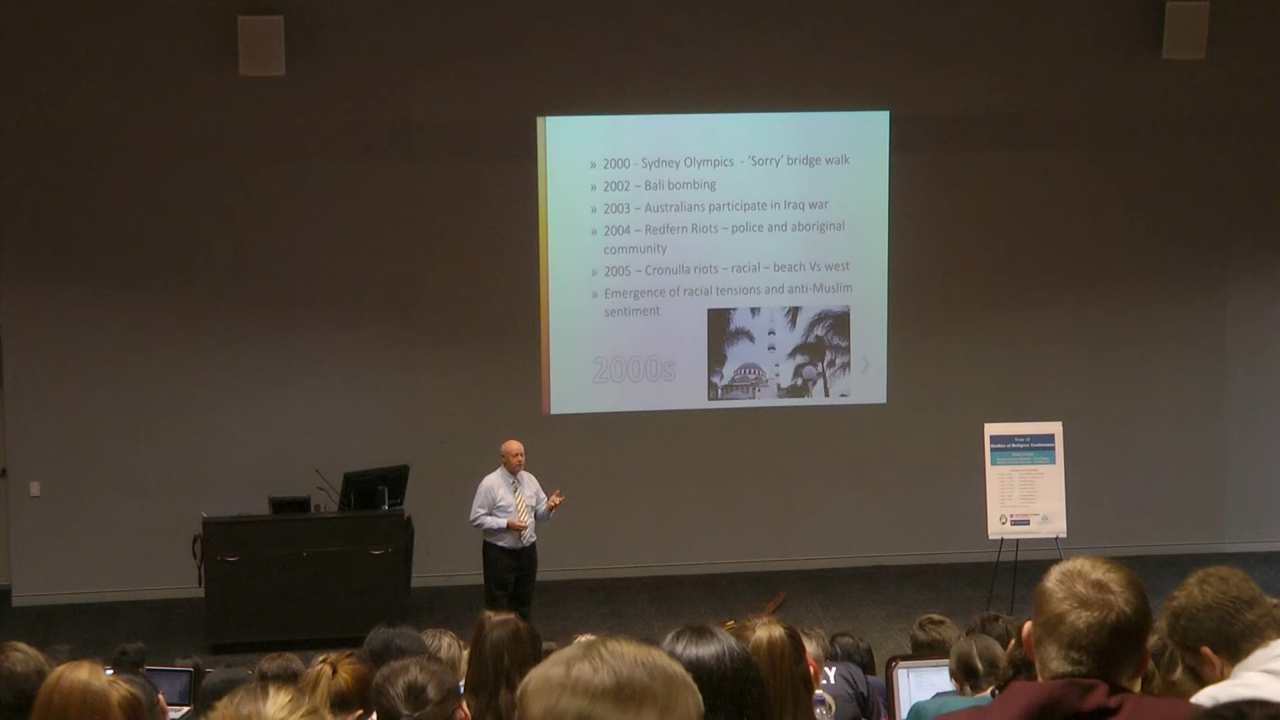 » 2000 - Sydney Olympics - 'Sorry' bridge walk
» 2002 – Bali bombing
» 2003 – Australians participate in Iraq war
» 2004 – Redfern Riots – police and aboriginal
community
» 2005 – Cronulla riots – racial – beach Vs west
» Emergence of racial tensions and anti-Muslim
sentiment
2000s
Studies of Religion Conference
Y